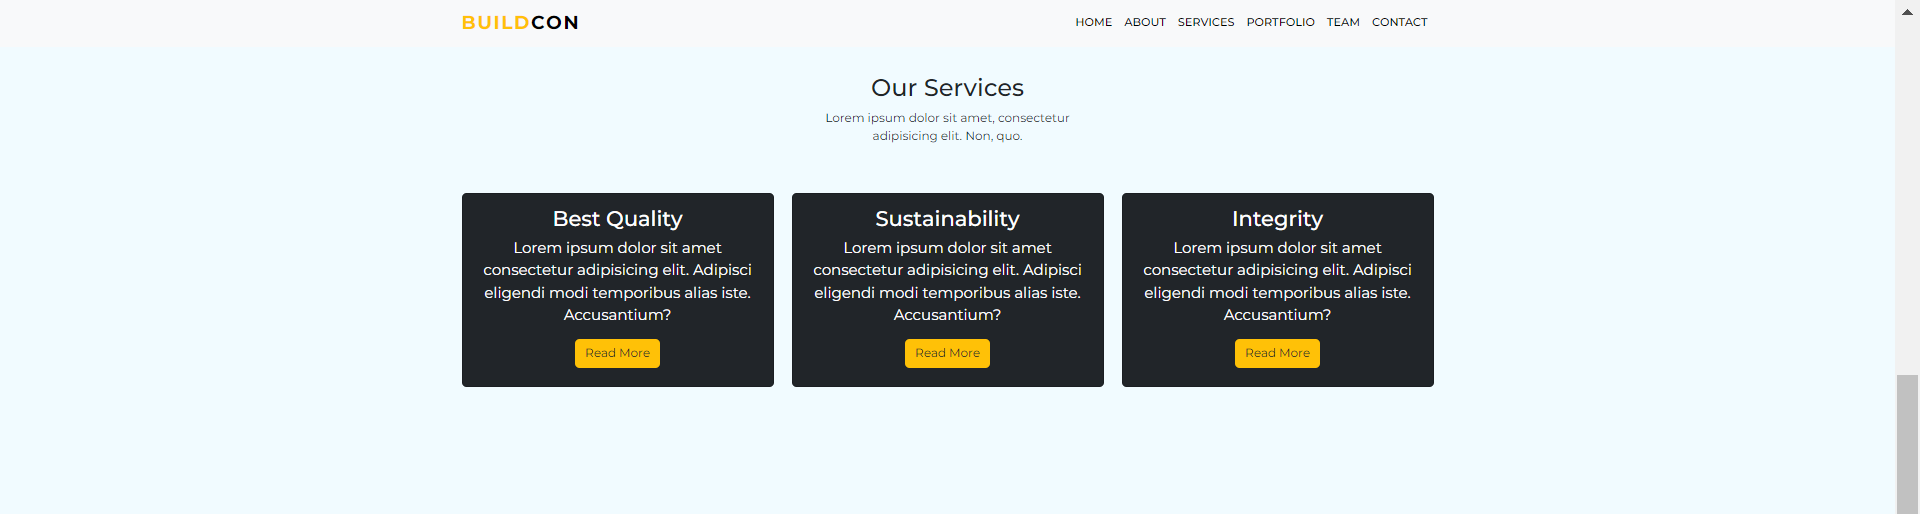 BUILDCON
HOME ABOUT SERVICES PORTFOLIO TEAM CONTACT
Our Services
Lorem ipsum dolor sit amet, consectetur
adipisicing elit. Non, quo.
Best Quality
Lorem ipsum dolor sit amet
consectetur adipisicing elit. Adipisci
eligendi modi temporibus alias iste.
Accusantium?
Read More
Sustainability
Lorem ipsum dolor sit amet
consectetur adipisicing elit. Adipisci
eligendi modi temporibus alias iste.
Accusantium?
Read More
Integrity
Lorem ipsum dolor sit amet
consectetur adipisicing elit. Adipisci
eligendi modi temporibus alias iste.
Accusantium?
Read More